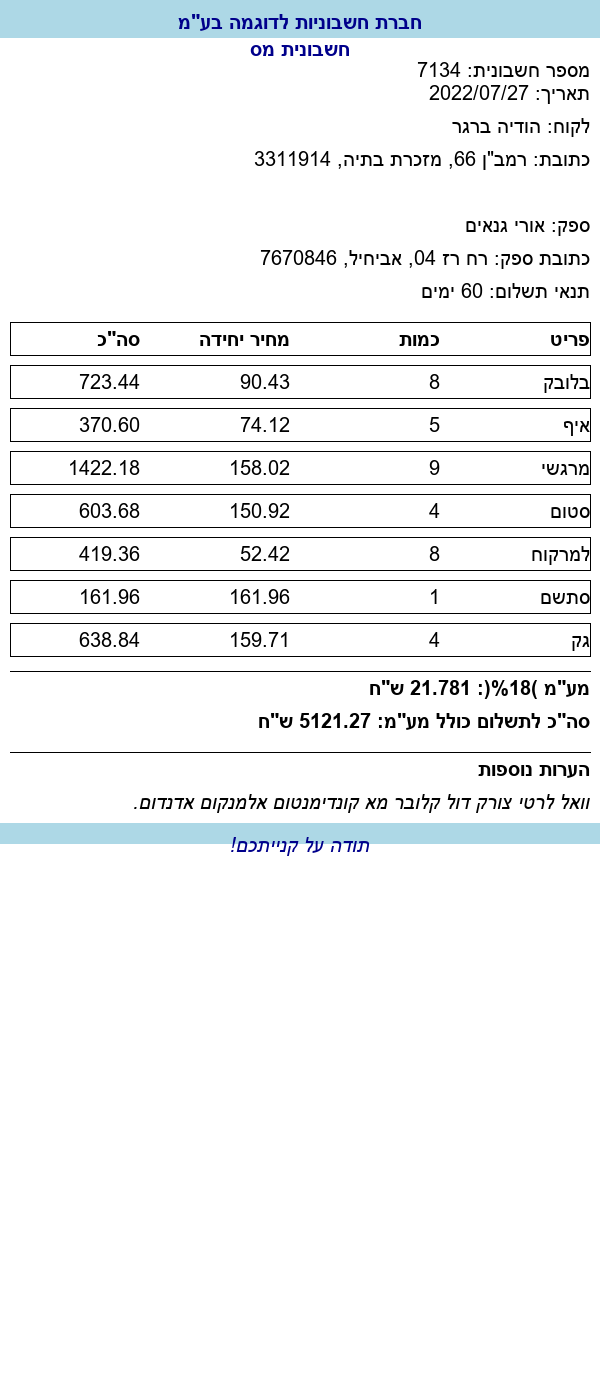 חברת חשבוניות לדוגמה בע"מ
חשבונית מס
מספר חשבונית: 7134
תאריך: 2022/07/27
לקוח: הודיה ברגר
כתובת: רמב"ן 66, מזכרת בתיה, 3311914
ספק: אורי גנאים
כתובת ספק: רח רז 04, אביחיל, 7670846
תנאי תשלום: 60 ימים
פריט כמות מחיר יחידה סה"כ
בלובק 8 90.43 723.44
איף 5 74.12 370.60
מרגשי 9 158.02 1422.18
סטום 4 150.92 603.68
למרקוח 8 52.42 419.36
סתשם 1 161.96 161.96
גק 4 159.71 638.84
מע"מ )18%(: 21.781 ש"ח
סה"כ לתשלום כולל מע"מ: 5121.27 ש"ח
הערות נוספות
וואל לרטי צורק דול קלובר מא קונדימנטום אלמנקום אדנדום.
תודה על קנייתכם!